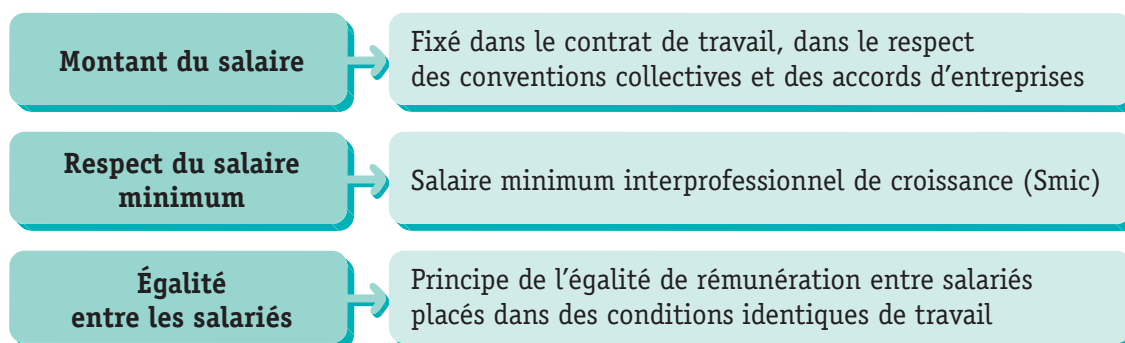 Montant du salaire
Fixé dans le contrat de travail, dans le respect
des conventions collectives et des accords d’entreprises
Respect du salaire
minimum
Salaire minimum interprofessionnel de croissance (Smic)
Égalité
entre les salariés
Principe de l’égalité de rémunération entre salariés
placés dans des conditions identiques de travail